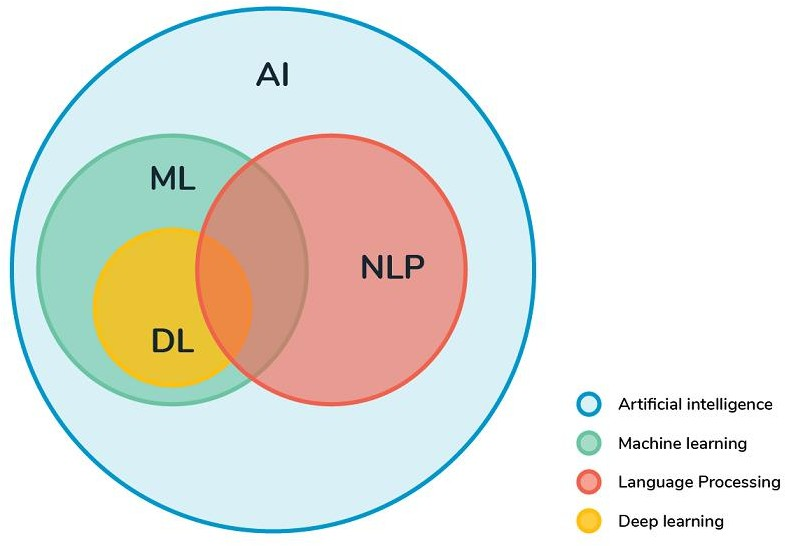 AI
ML
NLP
DL
Artificial intelligence
Machine learning
Language Processing
Deep learning